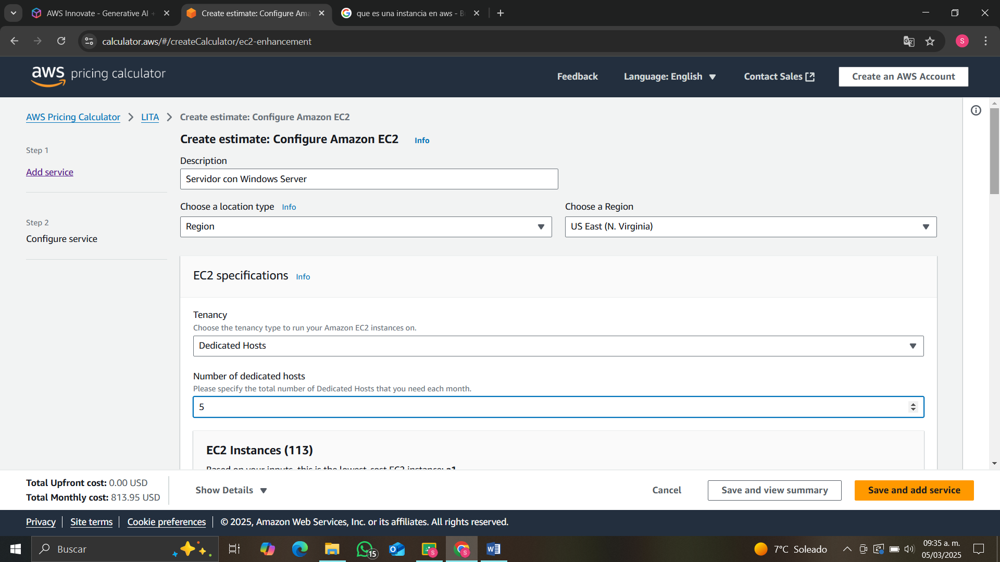 AWS Innovate - Generative AI +
Create estimate: Configure Ama
que es una instancia en aws - B
calculator.aws/#/createCalculator/ec2-enhancement
S
aws pricing calculator
Feedback
Language: English
Contact Sales
Create an AWS Account
AWS Pricing Calculator
LITA
Create estimate: Configure Amazon EC2
Step 1
Add service
Step 2
Configure service
Create estimate: Configure Amazon EC2 Info
Description
Servidor con Windows Server
Choose a location type Info
Region
Choose a Region
US East (N. Virginia)
EC2 specifications Info
Tenancy
Choose the tenancy type to run your Amazon EC2 instances on.
Dedicated Hosts
Number of dedicated hosts
Please specify the total number of Dedicated Hosts that you need each month.
5
EC2 Instances (113)
Based on your inputs, this is the lowest-cost EC2 instance: a1
Total Upfront cost: 0.00 USD
Total Monthly cost: 813.95 USD
Show Details
Cancel
Save and view summary
Save and add service
Privacy | Site terms | Cookie preferences | © 2025, Amazon Web Services, Inc. or its affiliates. All rights reserved.
Buscar
15
7°C Soleado
09:35 a. m.
05/03/2025